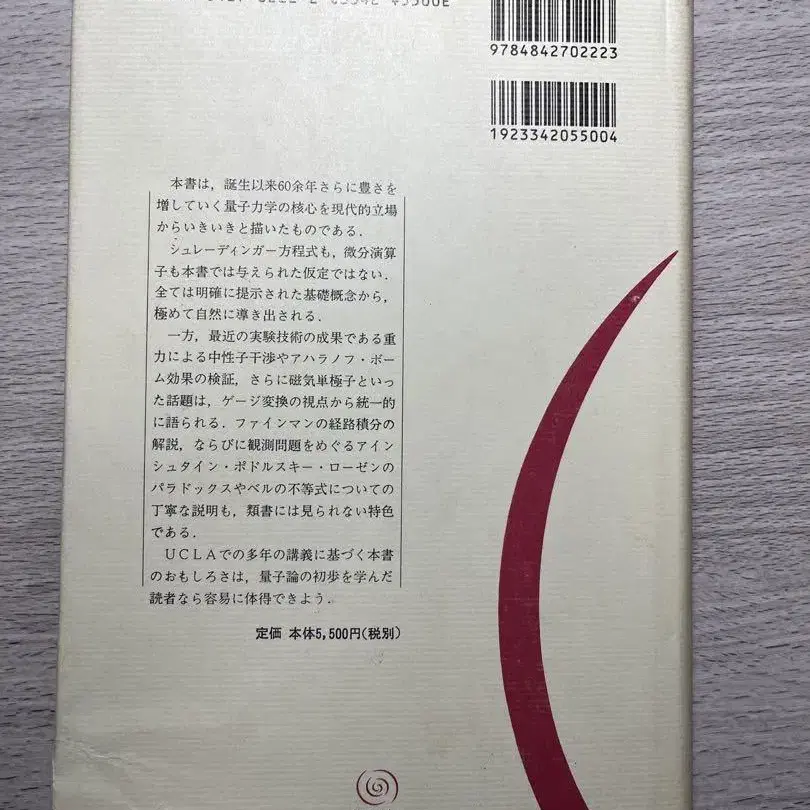 9784842702223
1923342055004
本書は，誕生以来60余年さらに豊さを
増していく量子力学の核心を現代的立場
からいきいきと描いたものである．
シュレーディンガー方程式も，微分演算
子も本書では与えられた仮定ではない．
全ては明確に提示された基礎概念から，
極めて自然に導き出される．
一方，最近の実験技術の成果である重
力による中性子干渉やアハラノフ・ボー
ム効果の検証，さらに磁気単極子といっ
た話題は，ゲージ変換の視点から統一的
に語られる．ファインマンの経路積分の
解説，ならびに観測問題をめぐるアイン
シュタイン・ポドルスキー・ローゼンの
パラドックスやベルの不等式についての
丁寧な説明も，類書には見られない特色
である．
UCLAでの多年の講義に基づく本書
のおもしろさは，量子論の初歩を学んだ
読者なら容易に体得できよう．
定価 本体5,500円(税別)